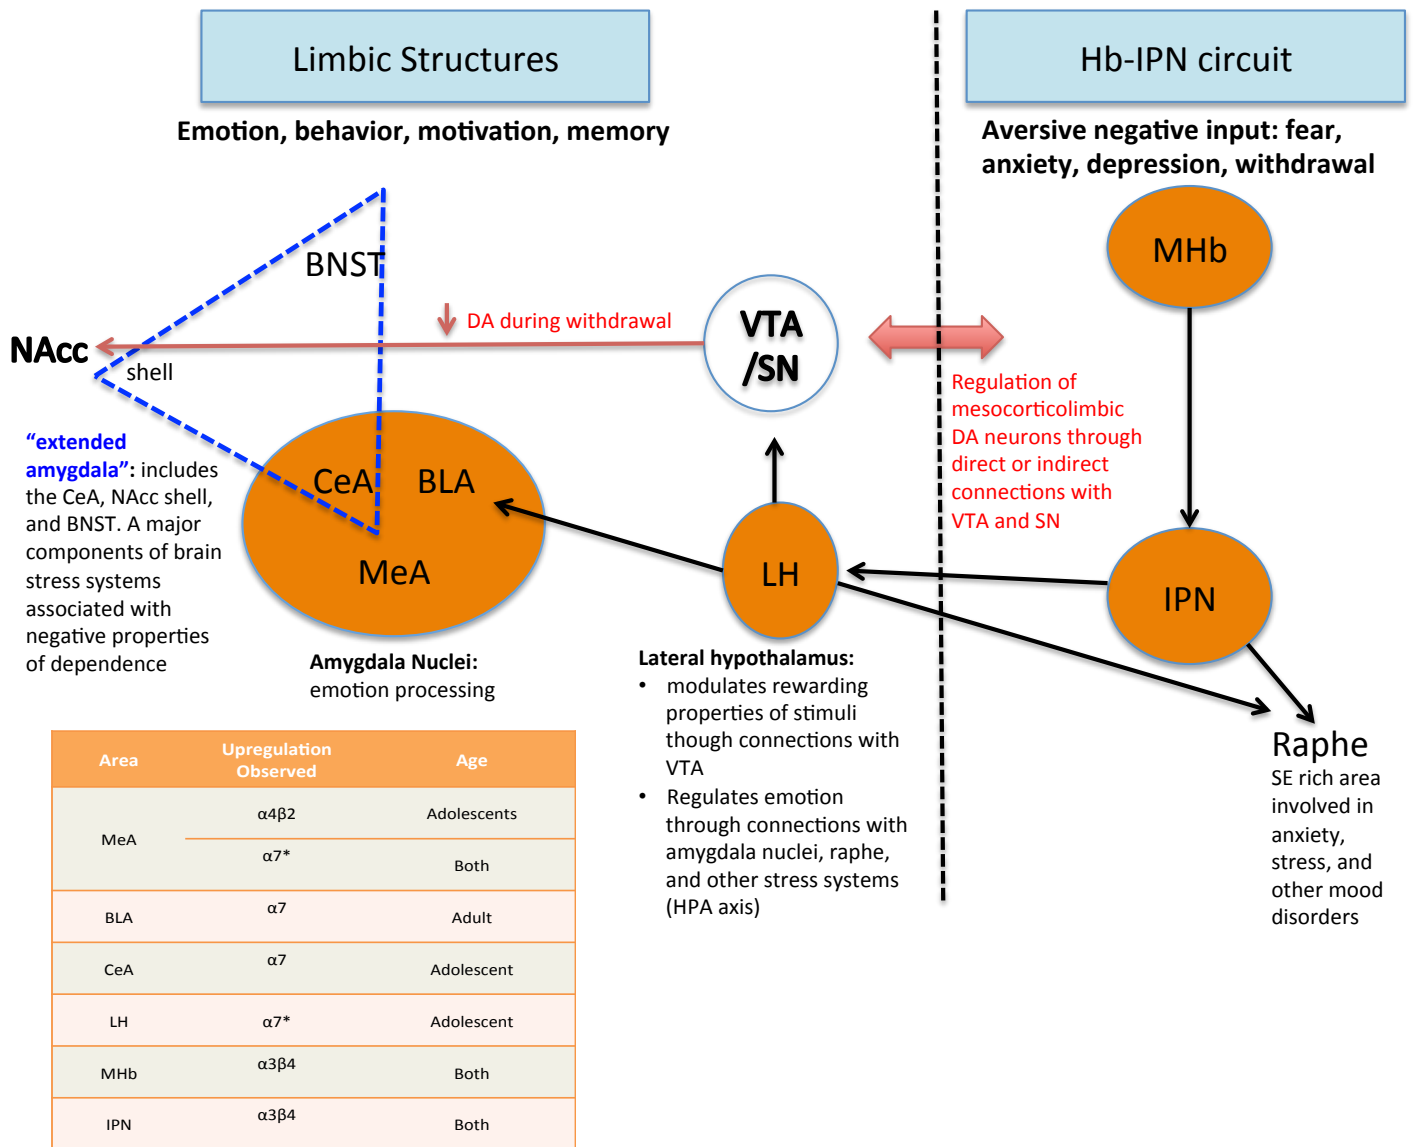 Limbic Structures
Emotion, behavior, motivation, memory
Hb-IPN circuit
Aversive negative input: fear,
anxiety, depression, withdrawal
BNST
NAcc
shell
DA during withdrawal
VTA
/SN
MHb
Regulation of
mesocorticolimbic
DA neurons through
direct or indirect
connections with
VTA and SN
"extended
amygdala": includes
the CeA, NAcc shell,
and BNST. A major
components of brain
stress systems
associated with
negative properties
of dependence
CeA BLA
MeA
Amygdala Nuclei:
emotion processing
LH
Lateral hypothalamus:
• modulates rewarding
properties of stimuli
though connections with
VTA
• Regulates emotion
through connections with
amygdala nuclei, raphe,
and other stress systems
(HPA axis)
IPN
Raphe
SE rich area
involved in
anxiety,
stress, and
other mood
disorders
Area Upregulation Observed Age
MeA α4β2 Adolescents
α7* Both
BLA α7 Adult
CeA α7 Adolescent
LH α7* Adolescent
MHb α3β4 Both
IPN α3β4 Both